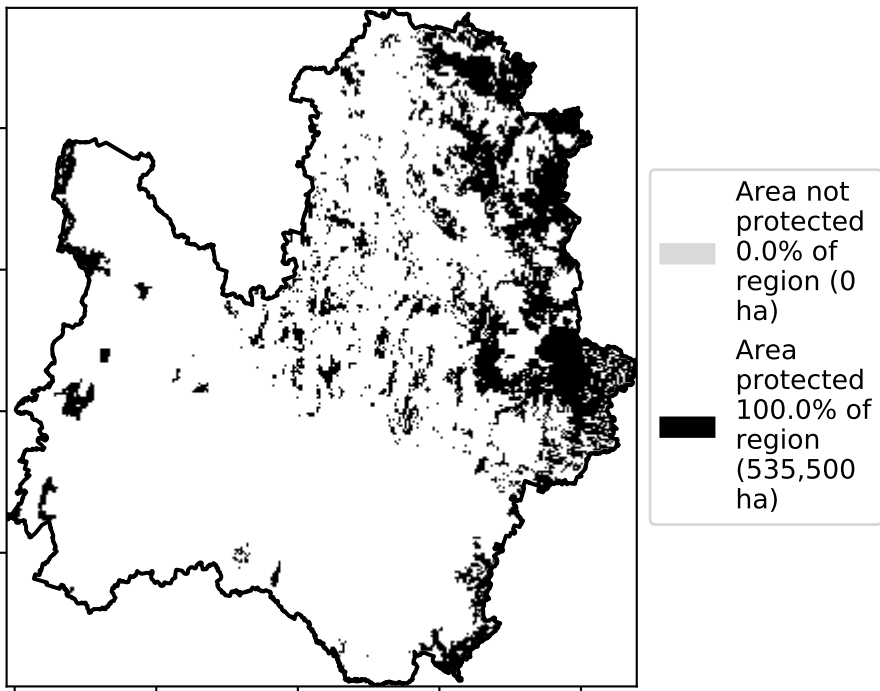 Area not
protected
0.0% of
region (0
ha)
Area
protected
100.0% of
region
(535,500
ha)